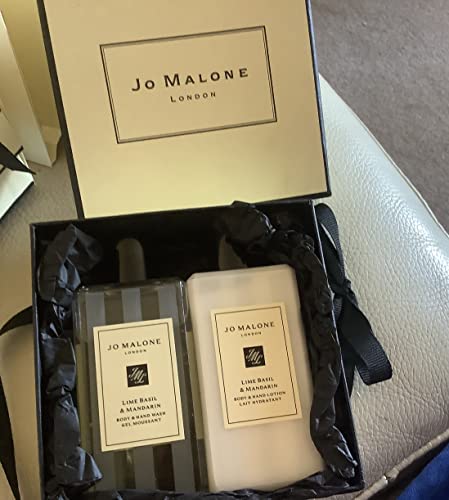 JO MALONE
LONDON
JO MALONE
LONDON
LIME BASIL
& MANDARIN
BODY & HAND WASH
GEL MOUSSANT
JO MALONE
LONDON
LIME BASIL
& MANDARIN
BODY & HAND LOTION
LAIT HYDRATANT